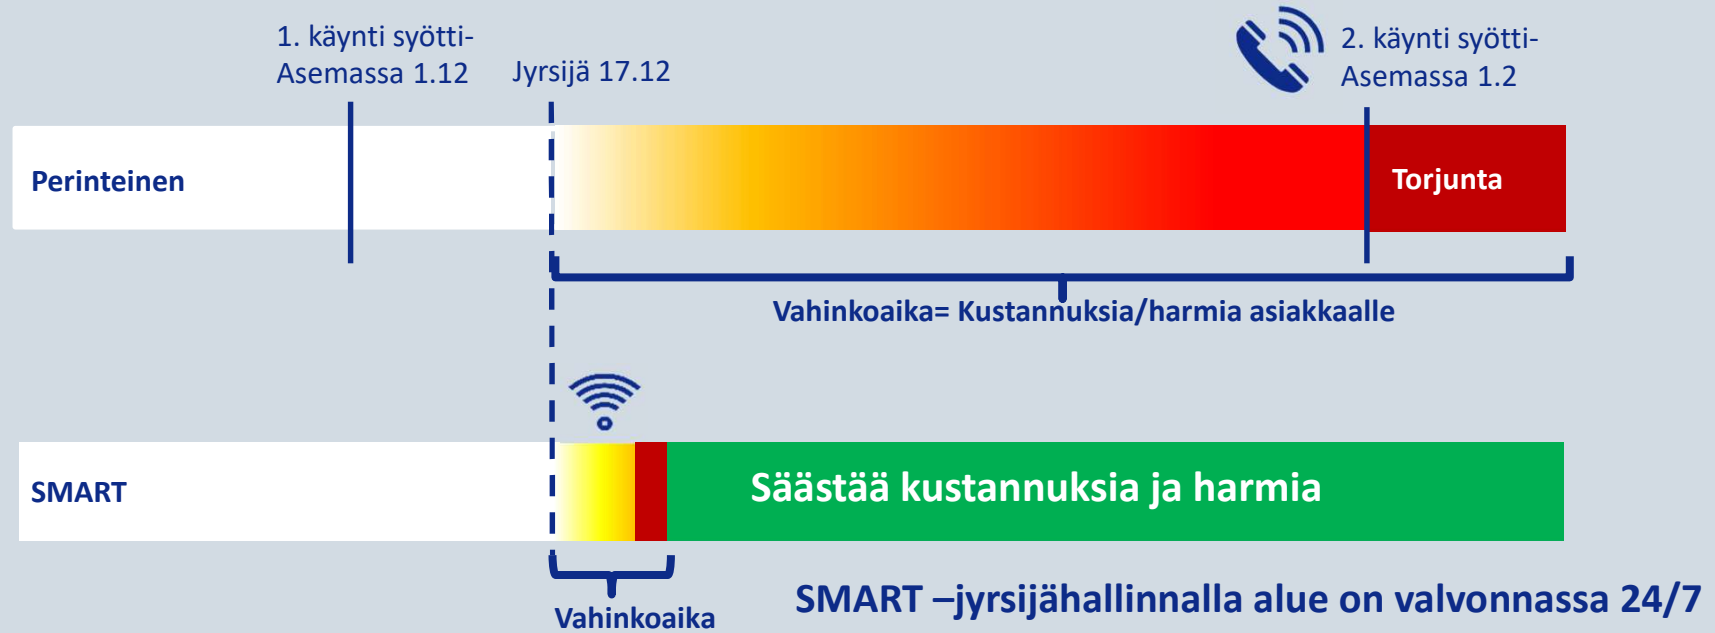 1. käynti syötti-
Asemassa 1.12
Jyrsijä 17.12
2. käynti syötti-
Asemassa 1.2
Perinteinen
Torjunta
Vahinkoaika= Kustannuksia/harmia asiakkaalle
SMART
Säästää kustannuksia ja harmia
Vahinkoaika
SMART –jyrsijähallinnalla alue on valvonnassa 24/7